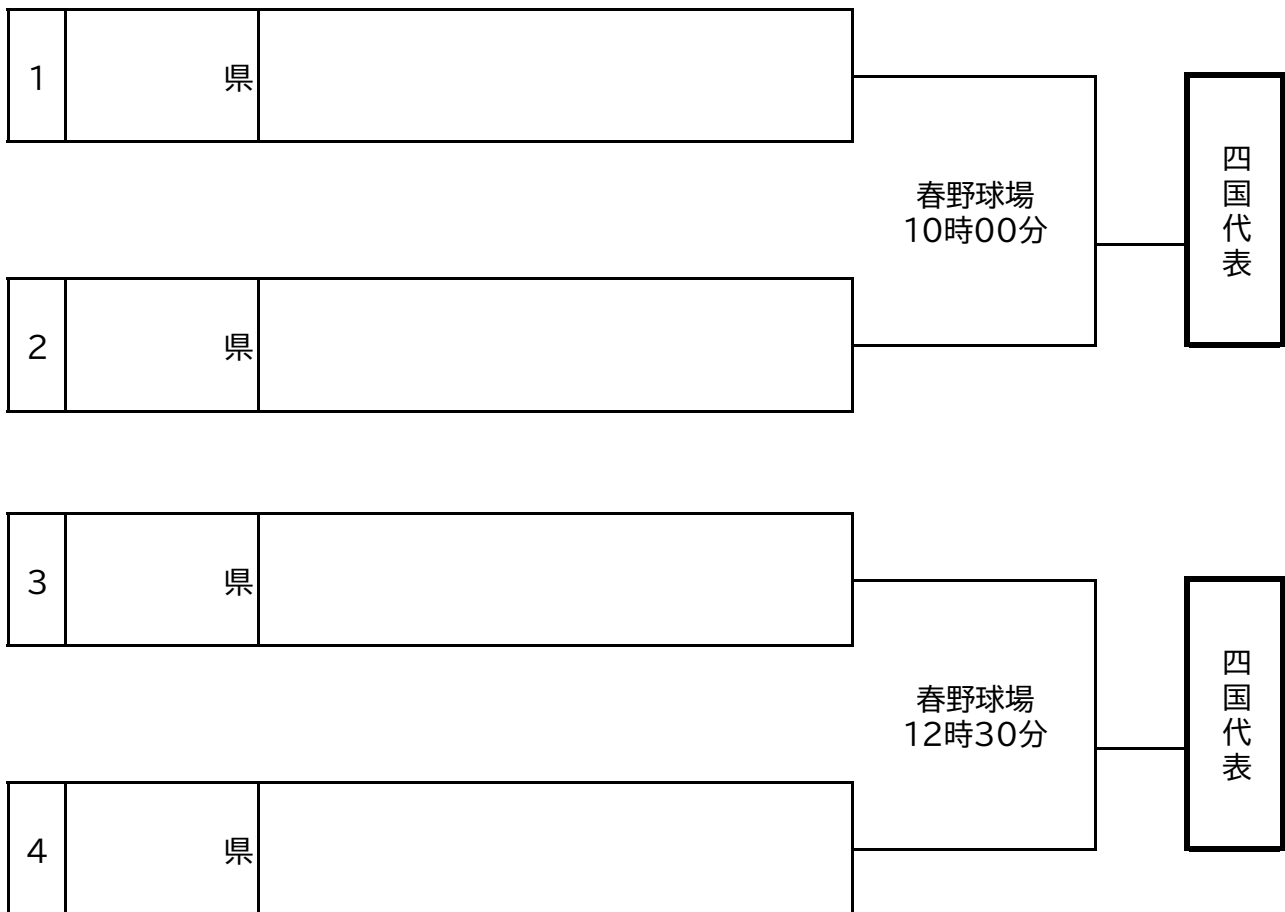 1 県
春野球場
10時00分
四国代表
2 県
3 県
春野球場
12時30分
四国代表
4 県